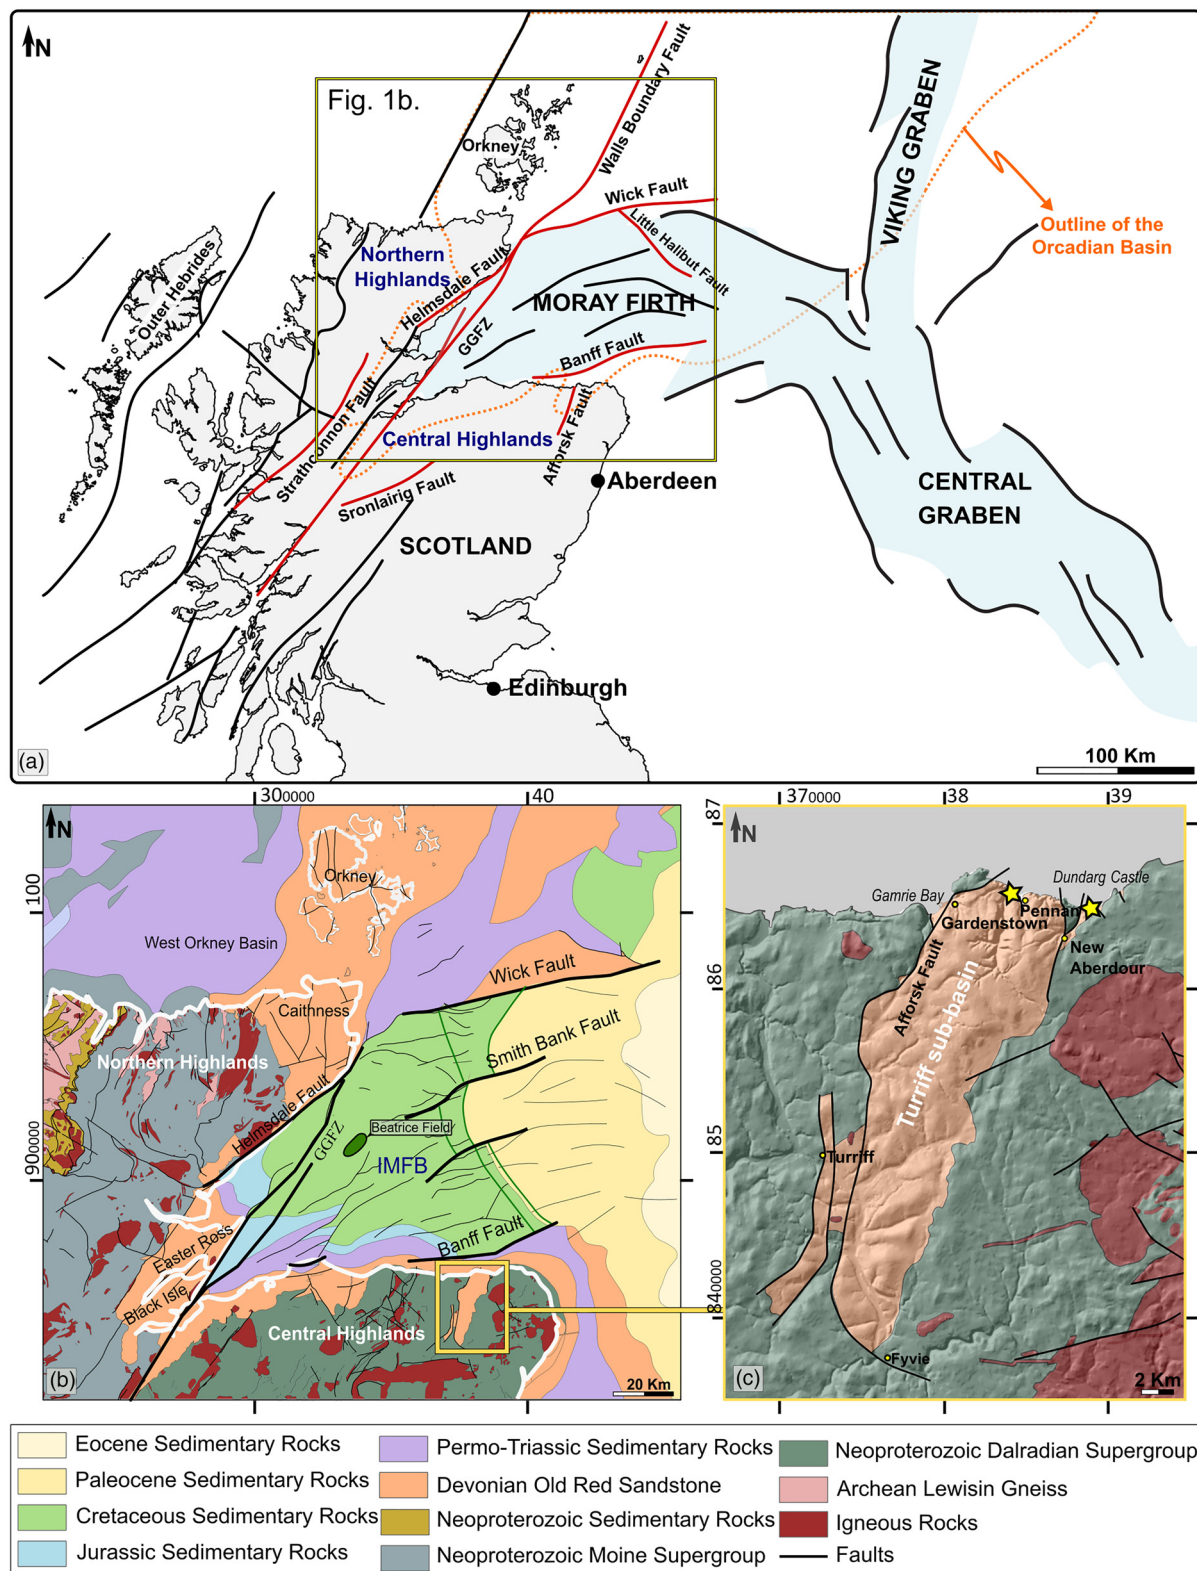 N
Fig. 1b.
Orkney
Walls Boundary Fault
Wick Fault
Little Halibut Fault
VIKING GRABEN
Outline of the
Orcadian Basin
Northern
Highlands
Helmsdale Fault
MORAY FIRTH
Outer Hebrides
GGFZ
Banff Fault
Strathconnon Fault
Central Highlands
Afforsk Fault
Sronlairig Fault
Aberdeen
CENTRAL
GRABEN
SCOTLAND
Edinburgh
(a)
100 Km
300000
40
N
1100
900000
Orkney
West Orkney Basin
Wick Fault
Caithness
Northern Highlands
Smith Bank Fault
Helmsdale Fault
GGFZ
Beatrice Field
IMFB
Easter Ross
Banff Fault
Black Isle
Central Highlands
(b)
20 Km
370000
38
39
87
86
85
840000
N
Dundarg Castle
Gamrie Bay
Pennan
Gardenstown
New
Aberdour
Afforsk Fault
Turriff sub-basin
Turriff
Fyvie
(c)
2 Km
Eocene Sedimentary Rocks
Paleocene Sedimentary Rocks
Cretaceous Sedimentary Rocks
Jurassic Sedimentary Rocks
Permo-Triassic Sedimentary Rocks
Devonian Old Red Sandstone
Neoproterozoic Sedimentary Rocks
Neoproterozoic Moine Supergroup
Neoproterozoic Dalradian Supergroup
Archean Lewisin Gneiss
Igneous Rocks
Faults